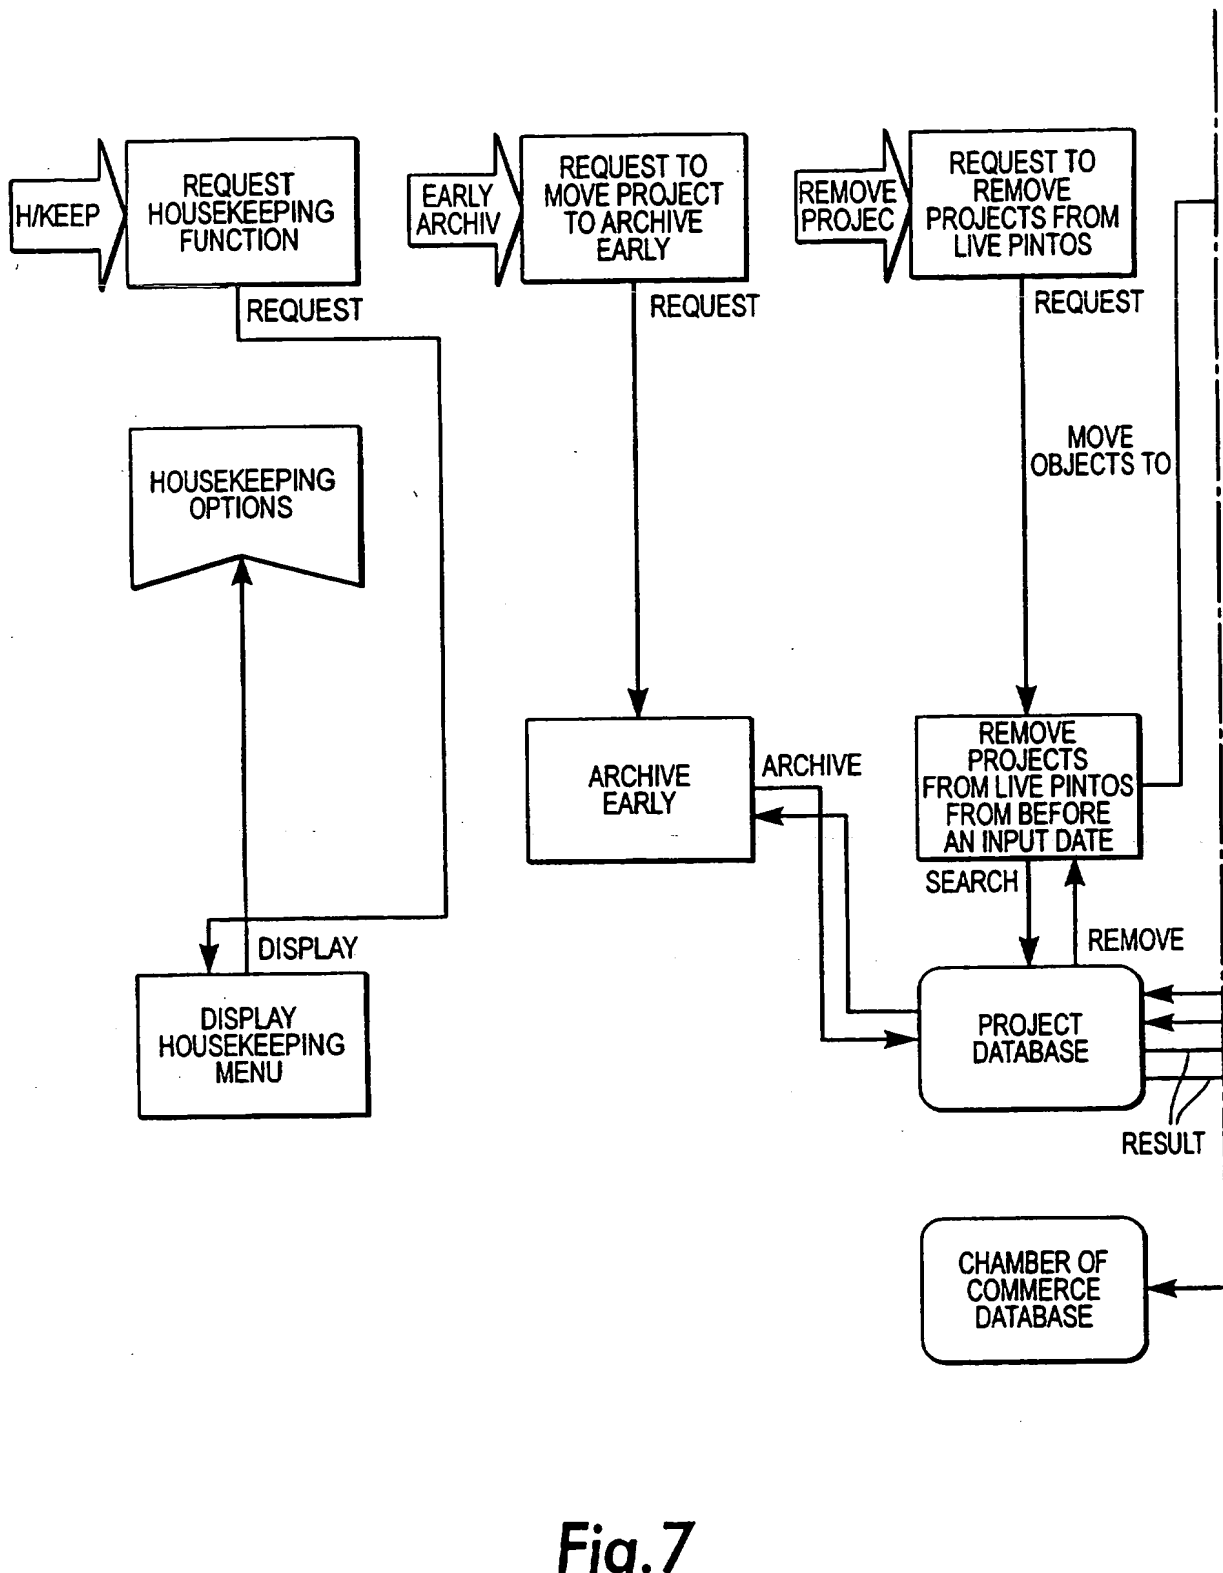 H/KEEP
REQUEST
HOUSEKEEPING
FUNCTION
REQUEST
EARLY
ARCHIV
REQUEST TO
MOVE PROJECT
TO ARCHIVE
EARLY
REQUEST
REMOVE
PROJEC
REQUEST TO
REMOVE
PROJECTS FROM
LIVE PINTOS
REQUEST
MOVE
OBJECTS TO
HOUSEKEEPING
OPTIONS
ARCHIVE
EARLY
ARCHIVE
REMOVE
PROJECTS
FROM LIVE PINTOS
FROM BEFORE
AN INPUT DATE
SEARCH
REMOVE
DISPLAY
DISPLAY
HOUSEKEEPING
MENU
PROJECT
DATABASE
RESULT
CHAMBER OF
COMMERCE
DATABASE
Fig.7